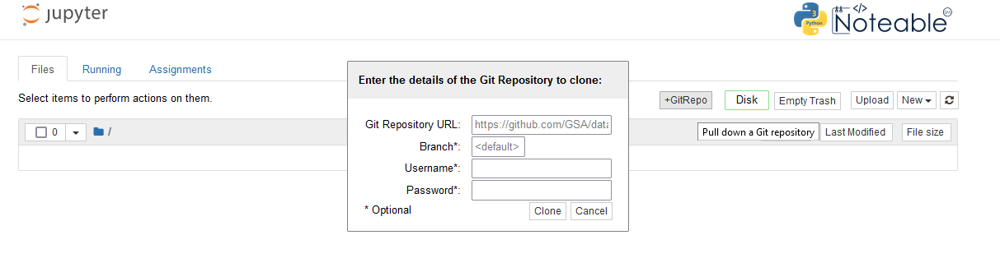 jupyter
3
Python
</>
Noteable
SM
Files
Running
Assignments
Enter the details of the Git Repository to clone:
Select items to perform actions on them.
+GitRepo
Disk
Empty Trash
Upload
New
0
/
Pull down a Git repository
Last Modified
File size
Git Repository URL:
https://github.com/GSA/data
Branch*:
<default>
Username*:
Password*:
* Optional
Clone
Cancel